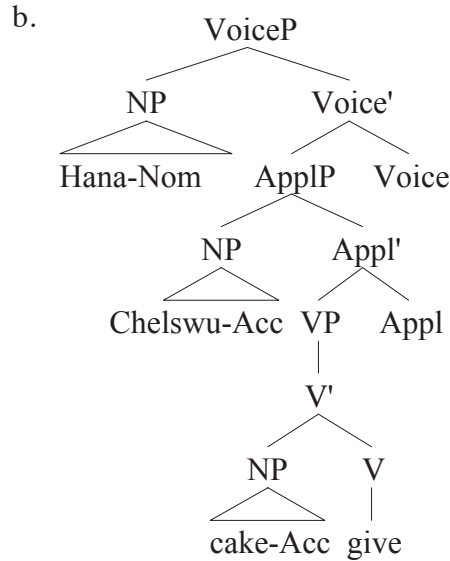 b.
VoiceP
NP Voice'
Hana-Nom ApplP Voice
NP Appl'
Chelswu-Acc VP Appl
V'
NP V
cake-Acc give